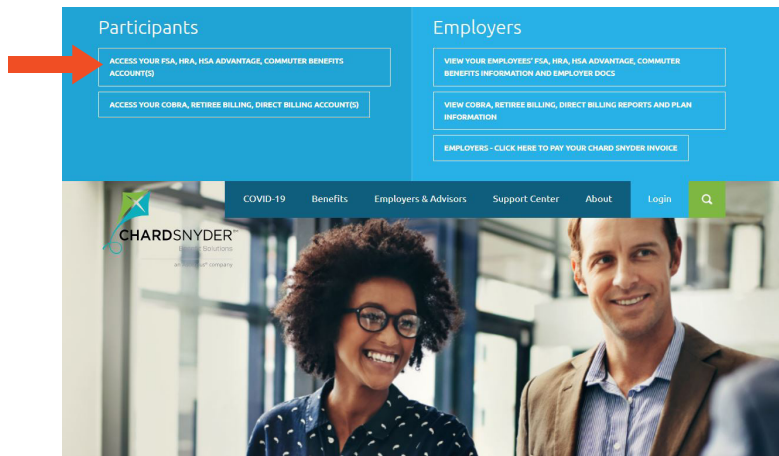 Participants
ACCESS YOUR FSA, HRA, HSA ADVANTAGE, COMMUTER BENEFITS
ACCOUNT(S)
ACCESS YOUR COBRA, RETIREE BILLING, DIRECT BILLING ACCOUNT(S)
Employers
VIEW YOUR EMPLOYEES' FSA, HRA, HSA ADVANTAGE, COMMUTER
BENEFITS INFORMATION AND EMPLOYER DOCS
VIEW COBRA, RETIREE BILLING, DIRECT BILLING REPORTS AND PLAN
INFORMATION
EMPLOYERS - CLICK HERE TO PAY YOUR CHARD SNYDER INVOICE
COVID-19 Benefits Employers & Advisors Support Center About Login
CHARDSNYDER
Solutions
company